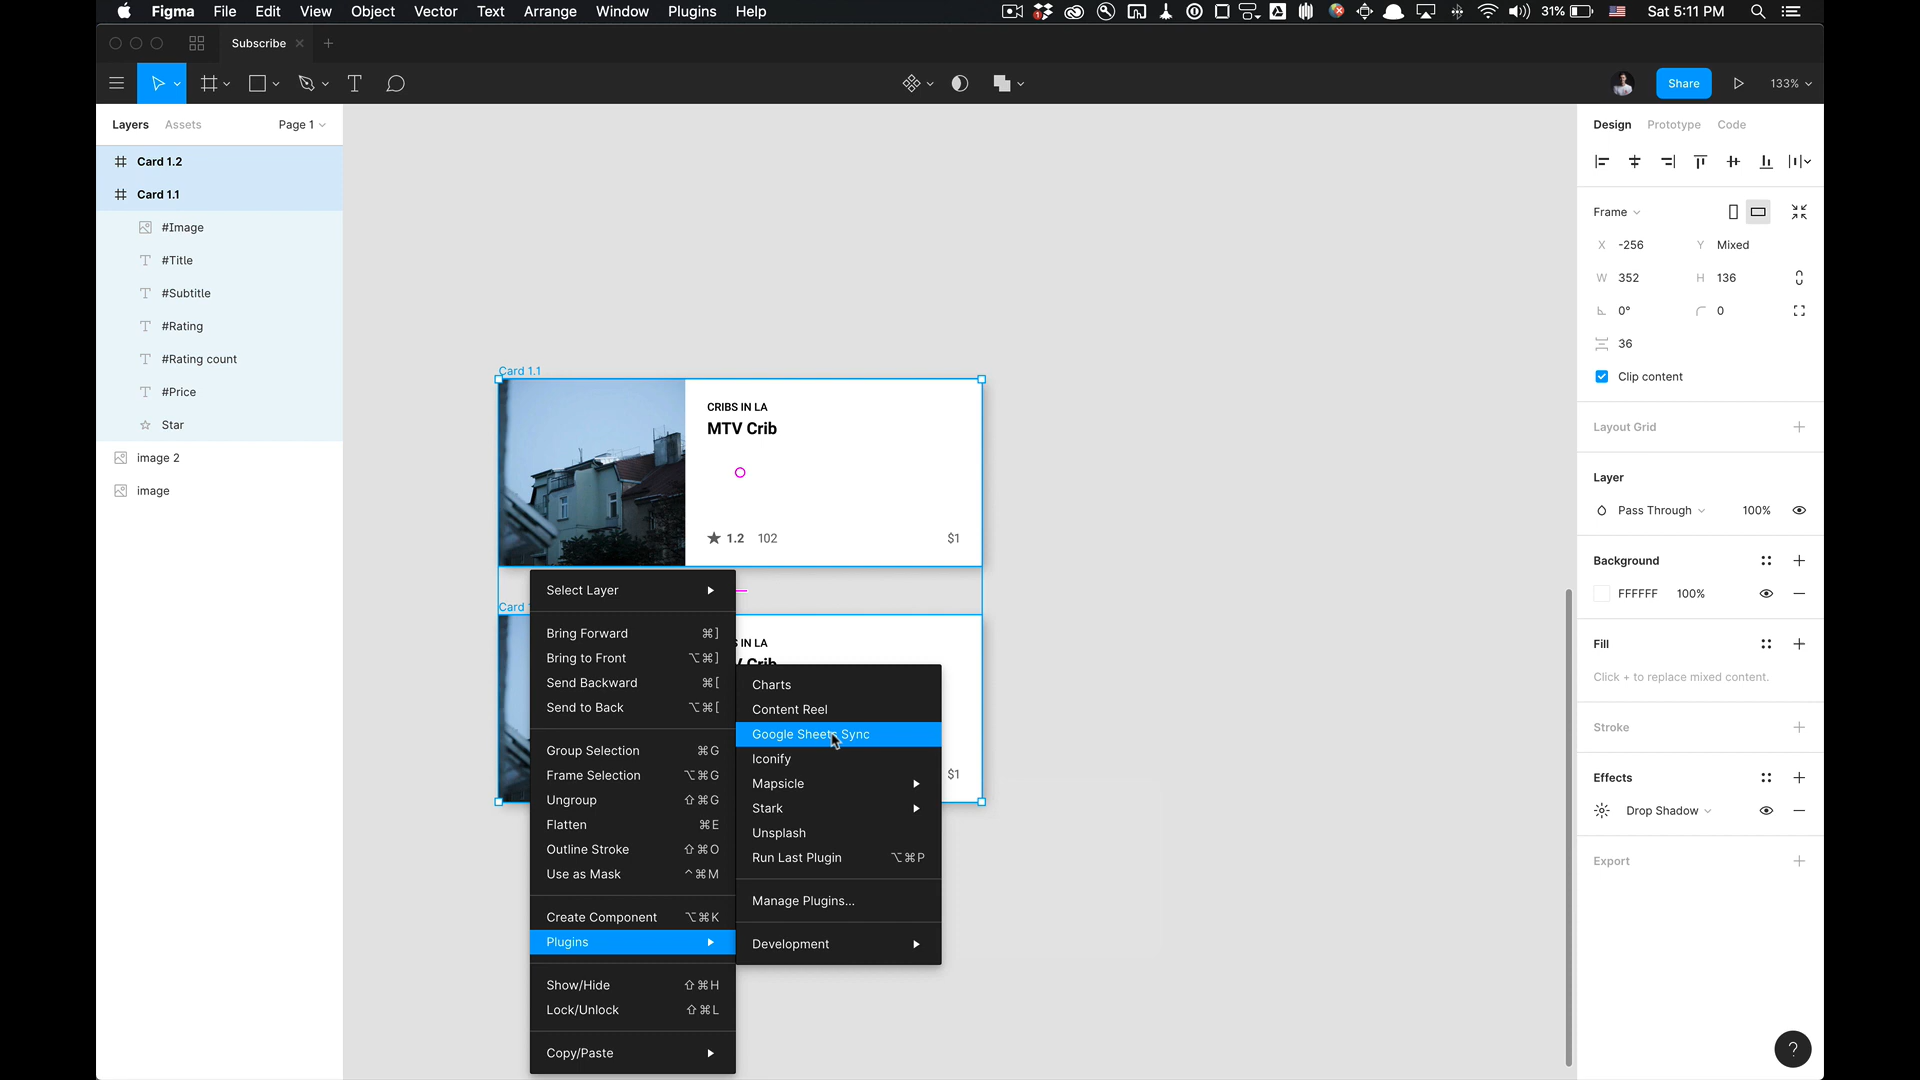 Figma File Edit View Object Vector Text Arrange Window Plugins Help
1 31% Sat 5:11 PM
Subscribe
Share 133%
Layers Assets Page 1
Card 1.2
Card 1.1
#Image
#Title
#Subtitle
#Rating
#Rating count
#Price
Star
image 2
image
Card 1.1
CRIBS IN LA
MTV Crib
1.2 102 $1
Card
S IN LA
$1
Select Layer
Bring Forward ⌘]
Bring to Front ⌥⌘]
Send Backward ⌘[
Send to Back ⌥⌘[
Group Selection ⌘G
Frame Selection ⌥⌘G
Ungroup ⇧⌘G
Flatten ⌘E
Outline Stroke ⇧⌘O
Use as Mask ^⌘M
Create Component ⌥⌘K
Plugins
Show/Hide ⇧⌘H
Lock/Unlock ⇧⌘L
Copy/Paste
Charts
Content Reel
Google Sheets Sync
Iconify
Mapsicle
Stark
Unsplash
Run Last Plugin ⌥⌘P
Manage Plugins...
Development
Design Prototype Code
Frame
X -256 Y Mixed
W 352 H 136
0° 0
36
Clip content
Layout Grid
Layer
Pass Through 100%
Background
FFFFFF 100%
Fill
Click + to replace mixed content.
Stroke
Effects
Drop Shadow
Export
?